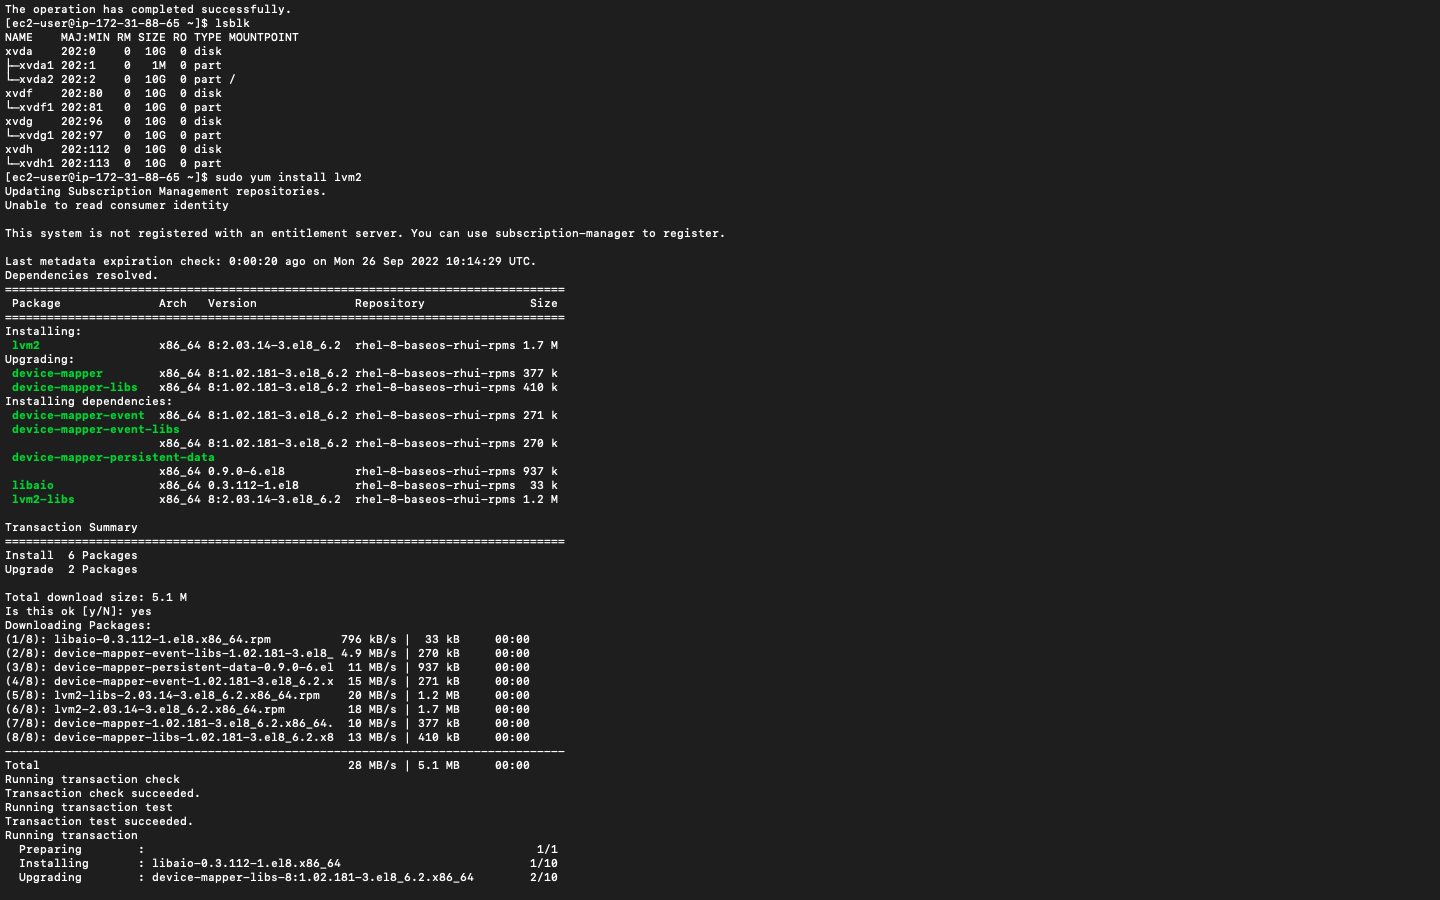 The operation has completed successfully.
[ec2-user@ip-172-31-88-65 ~]$ lsblk
NAME    MAJ:MIN RM SIZE RO TYPE MOUNTPOINT
xvda    202:0    0  10G  0 disk
├─xvda1 202:1    0   1M  0 part
└─xvda2 202:2    0  10G  0 part /
xvdf    202:80   0  10G  0 disk
└─xvdf1 202:81   0  10G  0 part
xvdg    202:96   0  10G  0 disk
└─xvdg1 202:97   0  10G  0 part
xvdh    202:112  0  10G  0 disk
└─xvdh1 202:113  0  10G  0 part
[ec2-user@ip-172-31-88-65 ~]$ sudo yum install lvm2
Updating Subscription Management repositories.
Unable to read consumer identity

This system is not registered with an entitlement server. You can use subscription-manager to register.

Last metadata expiration check: 0:00:20 ago on Mon 26 Sep 2022 10:14:29 UTC.
Dependencies resolved.
================================================================================
 Package              Arch   Version              Repository               Size
================================================================================
Installing:
 lvm2                 x86_64 8:2.03.14-3.el8_6.2  rhel-8-baseos-rhui-rpms 1.7 M
Upgrading:
 device-mapper        x86_64 8:1.02.181-3.el8_6.2 rhel-8-baseos-rhui-rpms 377 k
 device-mapper-libs   x86_64 8:1.02.181-3.el8_6.2 rhel-8-baseos-rhui-rpms 410 k
Installing dependencies:
 device-mapper-event  x86_64 8:1.02.181-3.el8_6.2 rhel-8-baseos-rhui-rpms 271 k
 device-mapper-event-libs
                      x86_64 8:1.02.181-3.el8_6.2 rhel-8-baseos-rhui-rpms 270 k
 device-mapper-persistent-data
                      x86_64 0.9.0-6.el8          rhel-8-baseos-rhui-rpms 937 k
 libaio               x86_64 0.3.112-1.el8        rhel-8-baseos-rhui-rpms  33 k
 lvm2-libs            x86_64 8:2.03.14-3.el8_6.2  rhel-8-baseos-rhui-rpms 1.2 M

Transaction Summary
================================================================================
Install  6 Packages
Upgrade  2 Packages

Total download size: 5.1 M
Is this ok [y/N]: yes
Downloading Packages:
(1/8): libaio-0.3.112-1.el8.x86_64.rpm          796 kB/s |  33 kB     00:00
(2/8): device-mapper-event-libs-1.02.181-3.el8_ 4.9 MB/s | 270 kB     00:00
(3/8): device-mapper-persistent-data-0.9.0-6.el  11 MB/s | 937 kB     00:00
(4/8): device-mapper-event-1.02.181-3.el8_6.2.x  15 MB/s | 271 kB     00:00
(5/8): lvm2-libs-2.03.14-3.el8_6.2.x86_64.rpm    20 MB/s | 1.2 MB     00:00
(6/8): lvm2-2.03.14-3.el8_6.2.x86_64.rpm         18 MB/s | 1.7 MB     00:00
(7/8): device-mapper-1.02.181-3.el8_6.2.x86_64.  10 MB/s | 377 kB     00:00
(8/8): device-mapper-libs-1.02.181-3.el8_6.2.x8  13 MB/s | 410 kB     00:00
--------------------------------------------------------------------------------
Total                                            28 MB/s | 5.1 MB     00:00
Running transaction check
Transaction check succeeded.
Running transaction test
Transaction test succeeded.
Running transaction
  Preparing        :                                                        1/1
  Installing       : libaio-0.3.112-1.el8.x86_64                           1/10
  Upgrading        : device-mapper-libs-8:1.02.181-3.el8_6.2.x86_64        2/10